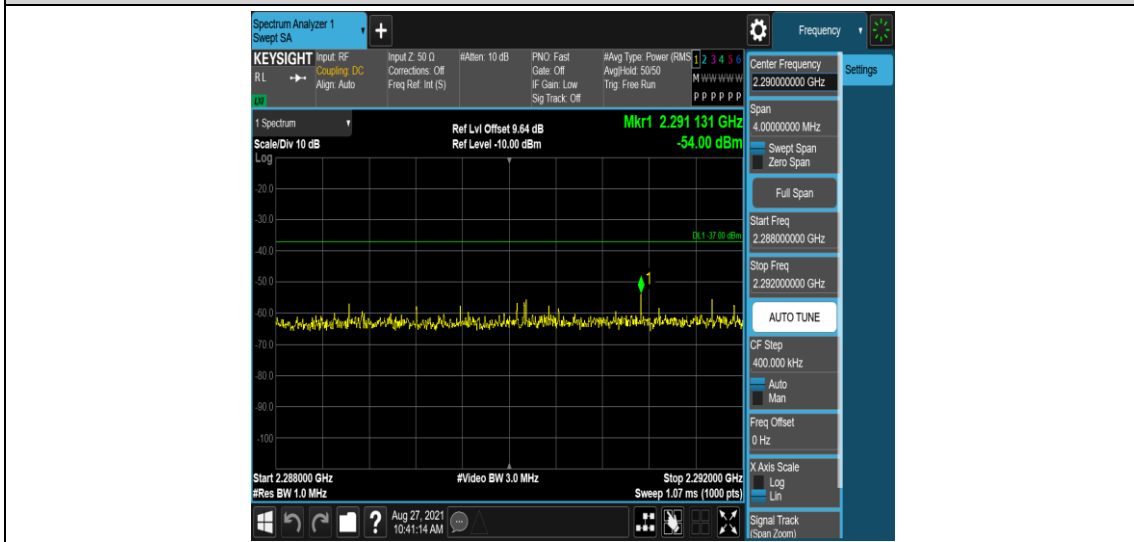 Spectrum Analyzer 1
Swept SA
+
Frequency
KEYSIGHT
RL
LXI
Input: RF
Coupling: DC
Align: Auto
Input Z: 50 Ω
Corrections: Off
Freq Ref: Int (S)
#Atten: 10 dB
PNO: Fast
Gate: Off
IF Gain: Low
Sig Track: Off
#Avg Type: Power (RMS
Avg|Hold: 50/50
Trig: Free Run
1 2 3 4 5 6
M W W W W W
P P P P P P
1 Spectrum
Scale/Div 10 dB
Ref Lvl Offset 9.64 dB
Ref Level -10.00 dBm
Mkr1 2.291 131 GHz
-54.00 dBm
Log
-20.0
-30.0
DL1 -37.00 dBm
-40.0
-50.0
1
-60.0
-70.0
-80.0
-90.0
-100
Start 2.288000 GHz
#Res BW 1.0 MHz
#Video BW 3.0 MHz
Stop 2.292000 GHz
Sweep 1.07 ms (1000 pts)
Center Frequency
2.290000000 GHz
Settings
Span
4.00000000 MHz
Swept Span
Zero Span
Full Span
Start Freq
2.288000000 GHz
Stop Freq
2.292000000 GHz
AUTO TUNE
CF Step
400.000 kHz
Auto
Man
Freq Offset
0 Hz
X Axis Scale
Log
Lin
Signal Track
(Span Zoom)
?
Aug 27, 2021
10:41:14 AM